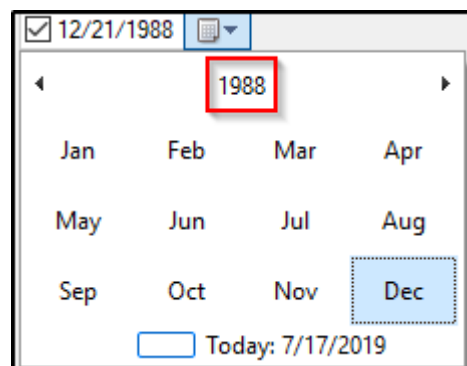 12/21/1988
1988
Jan Feb Mar Apr
May Jun Jul Aug
Sep Oct Nov Dec
Today: 7/17/2019